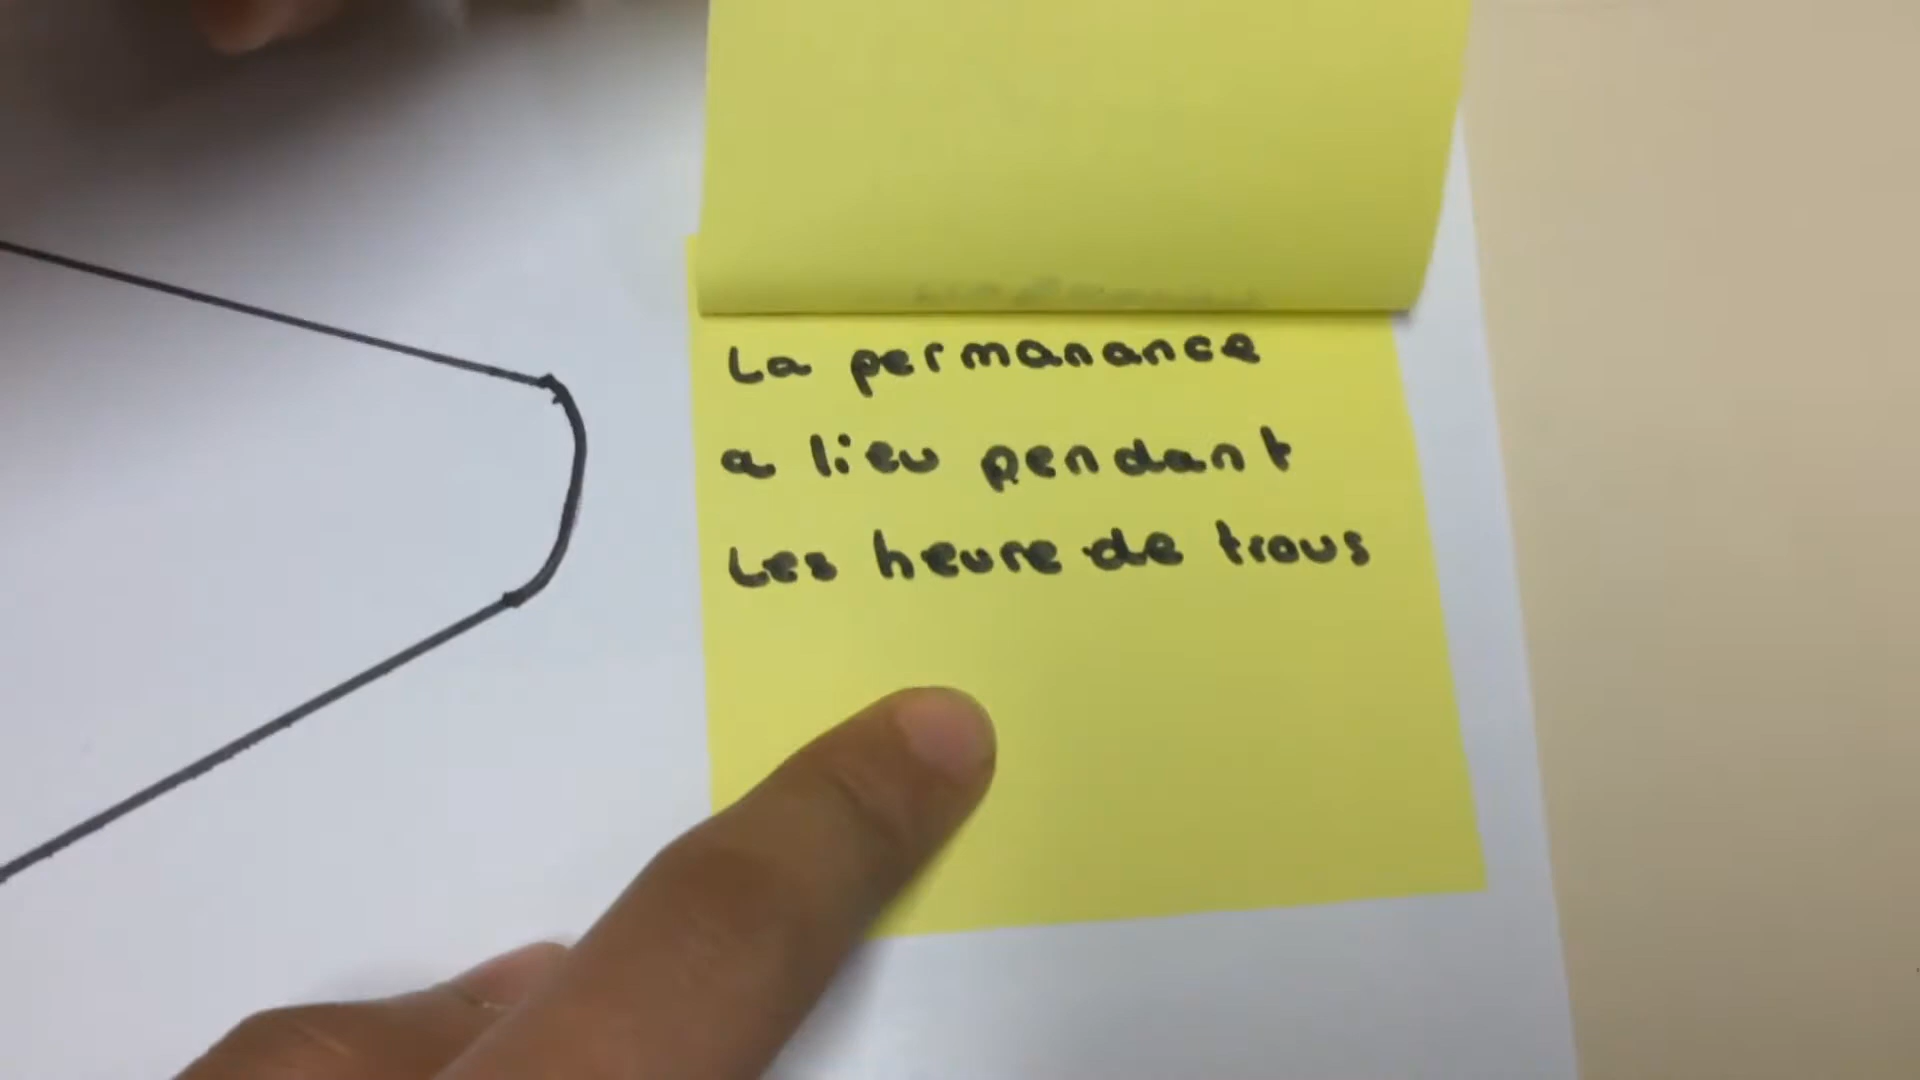 La permanance
a lieu pendant
Les heure de trous